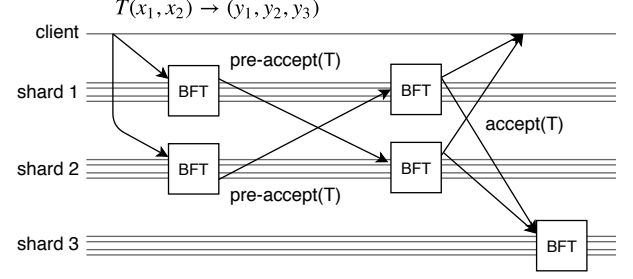 T(x₁, x₂) → (y₁, y₂, y₃)
client
pre-accept(T)
shard 1
BFT
BFT
accept(T)
shard 2
BFT
BFT
pre-accept(T)
shard 3
BFT